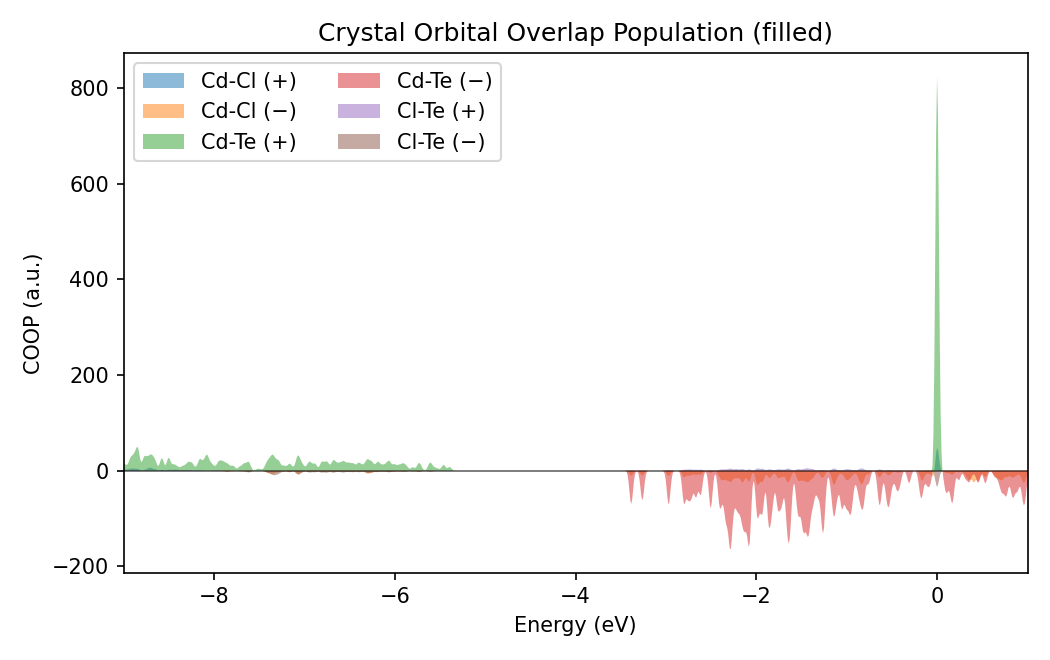 Crystal Orbital Overlap Population (filled)
Cd-Cl (+)
Cd-Cl (−)
Cd-Te (+)
Cd-Te (−)
Cl-Te (+)
Cl-Te (−)
COOP (a.u.)
800
600
400
200
0
−200
−8
−6
−4
−2
0
Energy (eV)